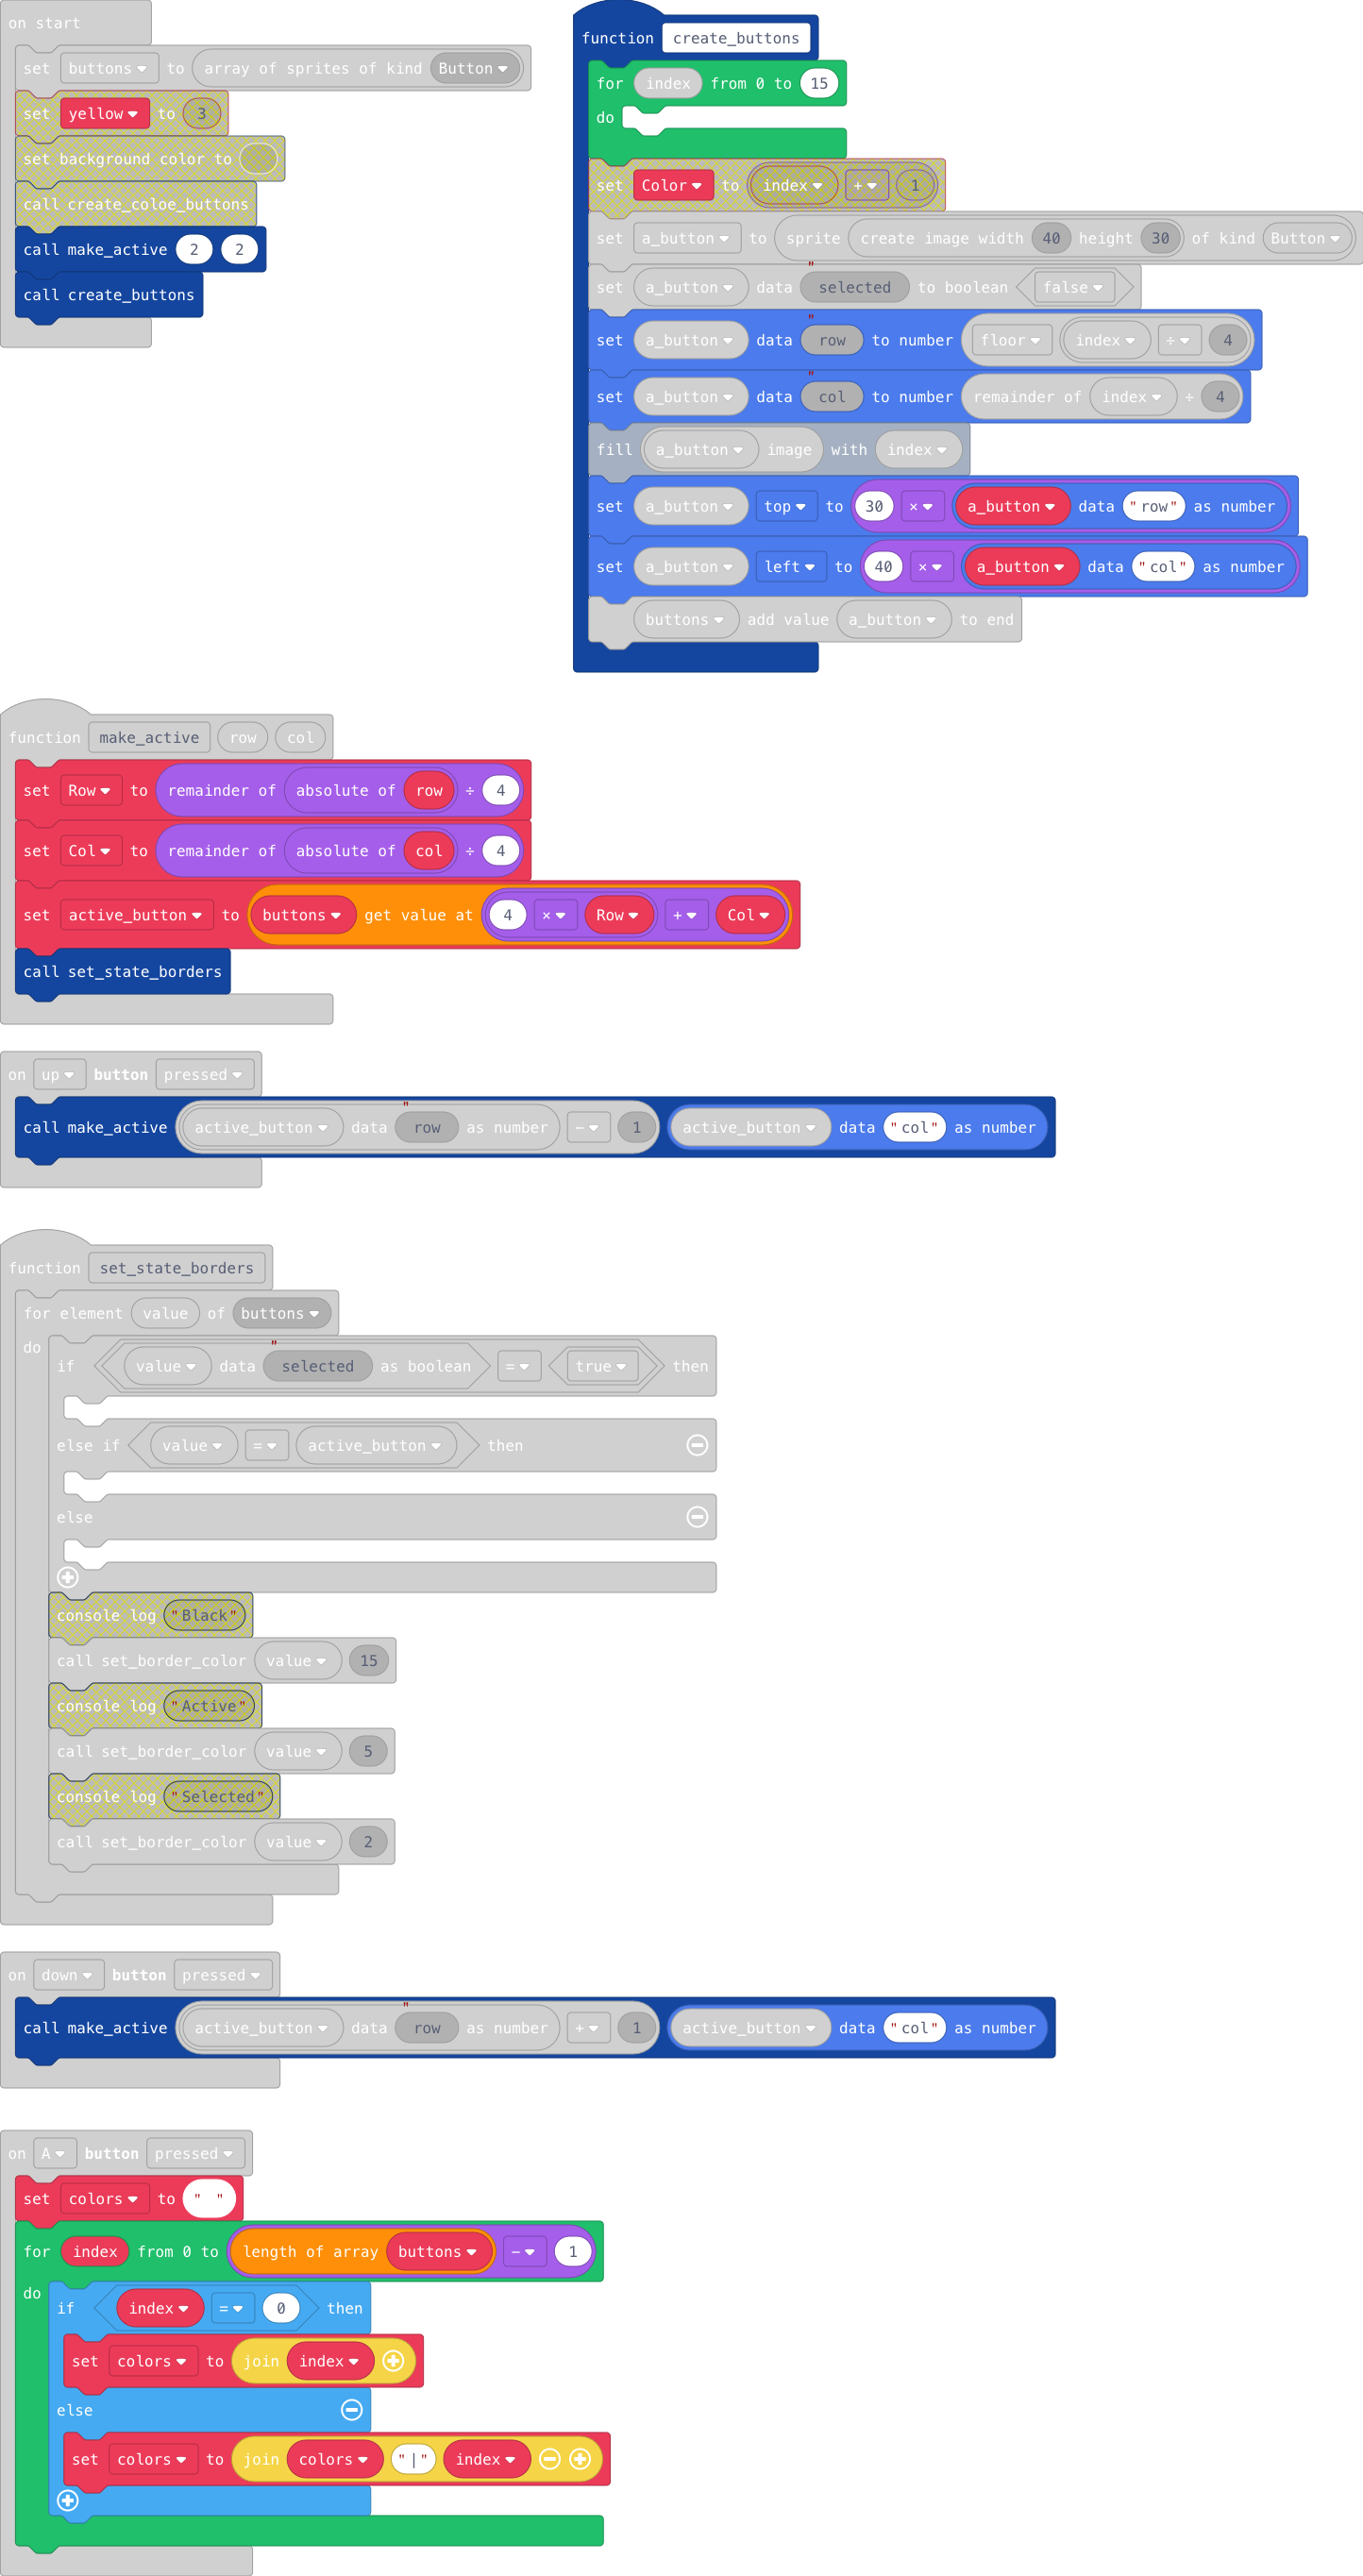 on start
set buttons to array of sprites of kind Button
set yellow to 3
set background color to
call create_coloe_buttons
call make_active 2 2
call create_buttons
function create_buttons
for index from 0 to 15
do
set Color to index + 1
set a_button to sprite create image width 40 height 30 of kind Button
set a_button data " selected to boolean false
set a_button data " row to number floor index ÷ 4
set a_button data " col to number remainder of index ÷ 4
fill a_button image with index
set a_button top to 30 × a_button data "row" as number
set a_button left to 40 × a_button data "col" as number
buttons add value a_button to end
function make_active row col
set Row to remainder of absolute of row ÷ 4
set Col to remainder of absolute of col ÷ 4
set active_button to buttons get value at 4 × Row + Col
call set_state_borders
on up button pressed
call make_active active_button data " row as number - 1 active_button data "col" as number
function set_state_borders
for element value of buttons
do
if value data " selected as boolean = true then
else if value = active_button then
else
console log "Black"
call set_border_color value 15
console log "Active"
call set_border_color value 5
console log "Selected"
call set_border_color value 2
on down button pressed
call make_active active_button data " row as number + 1 active_button data "col" as number
on A button pressed
set colors to " "
for index from 0 to length of array buttons - 1
do
if index = 0 then
set colors to join index
else
set colors to join colors "|" index